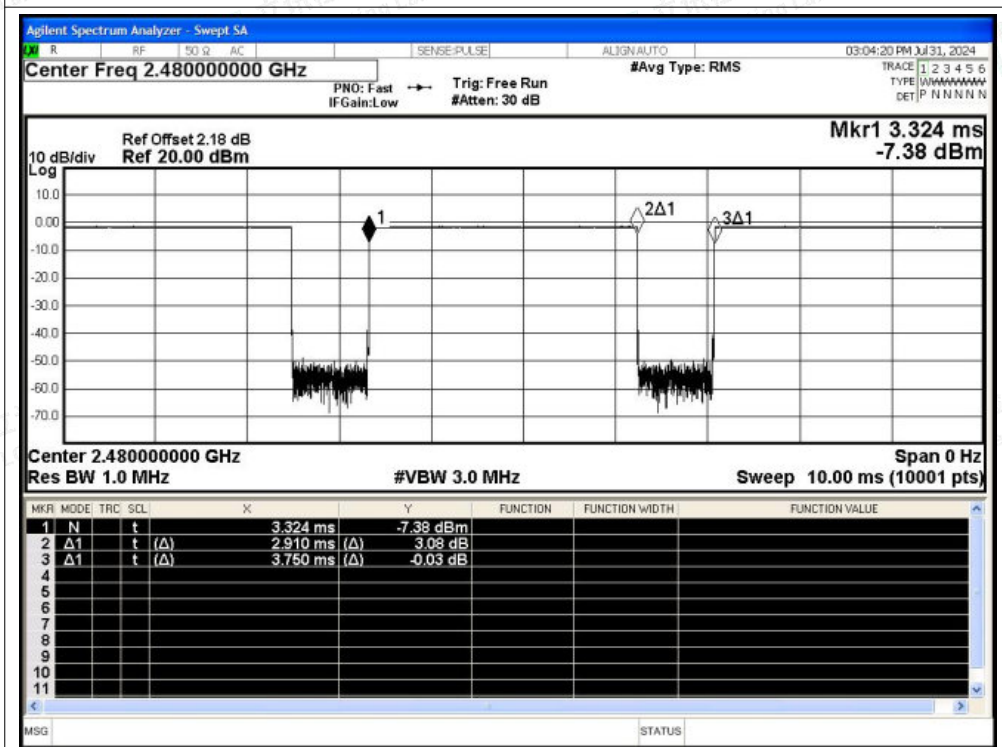 Agilent Spectrum Analyzer - Swept SA
R RF 50 Ω AC SENSE:PULSE ALIGNAUTO 03:04:20 PM Jul 31, 2024
Center Freq 2.480000000 GHz #Avg Type: RMS TRACE 1 2 3 4 5 6
PNO: Fast Trig: Free Run TYPE
IFGain:Low #Atten: 30 dB DET P N N N N N
Mkr1 3.324 ms
Ref Offset 2.18 dB
10 dB/div Ref 20.00 dBm -7.38 dBm
Log
10.0
0.00 1 2Δ1 3Δ1
-10.0
-20.0
-30.0
-40.0
-50.0
-60.0
-70.0
Center 2.480000000 GHz Span 0 Hz
Res BW 1.0 MHz #VBW 3.0 MHz Sweep 10.00 ms (10001 pts)
MKR MODE TRC SCL X Y FUNCTION FUNCTION WIDTH FUNCTION VALUE
1 N t 3.324 ms -7.38 dBm
2 Δ1 t (Δ) 2.910 ms (Δ) 3.08 dB
3 Δ1 t (Δ) 3.750 ms (Δ) -0.03 dB
4
5
6
7
8
9
10
11
MSG STATUS